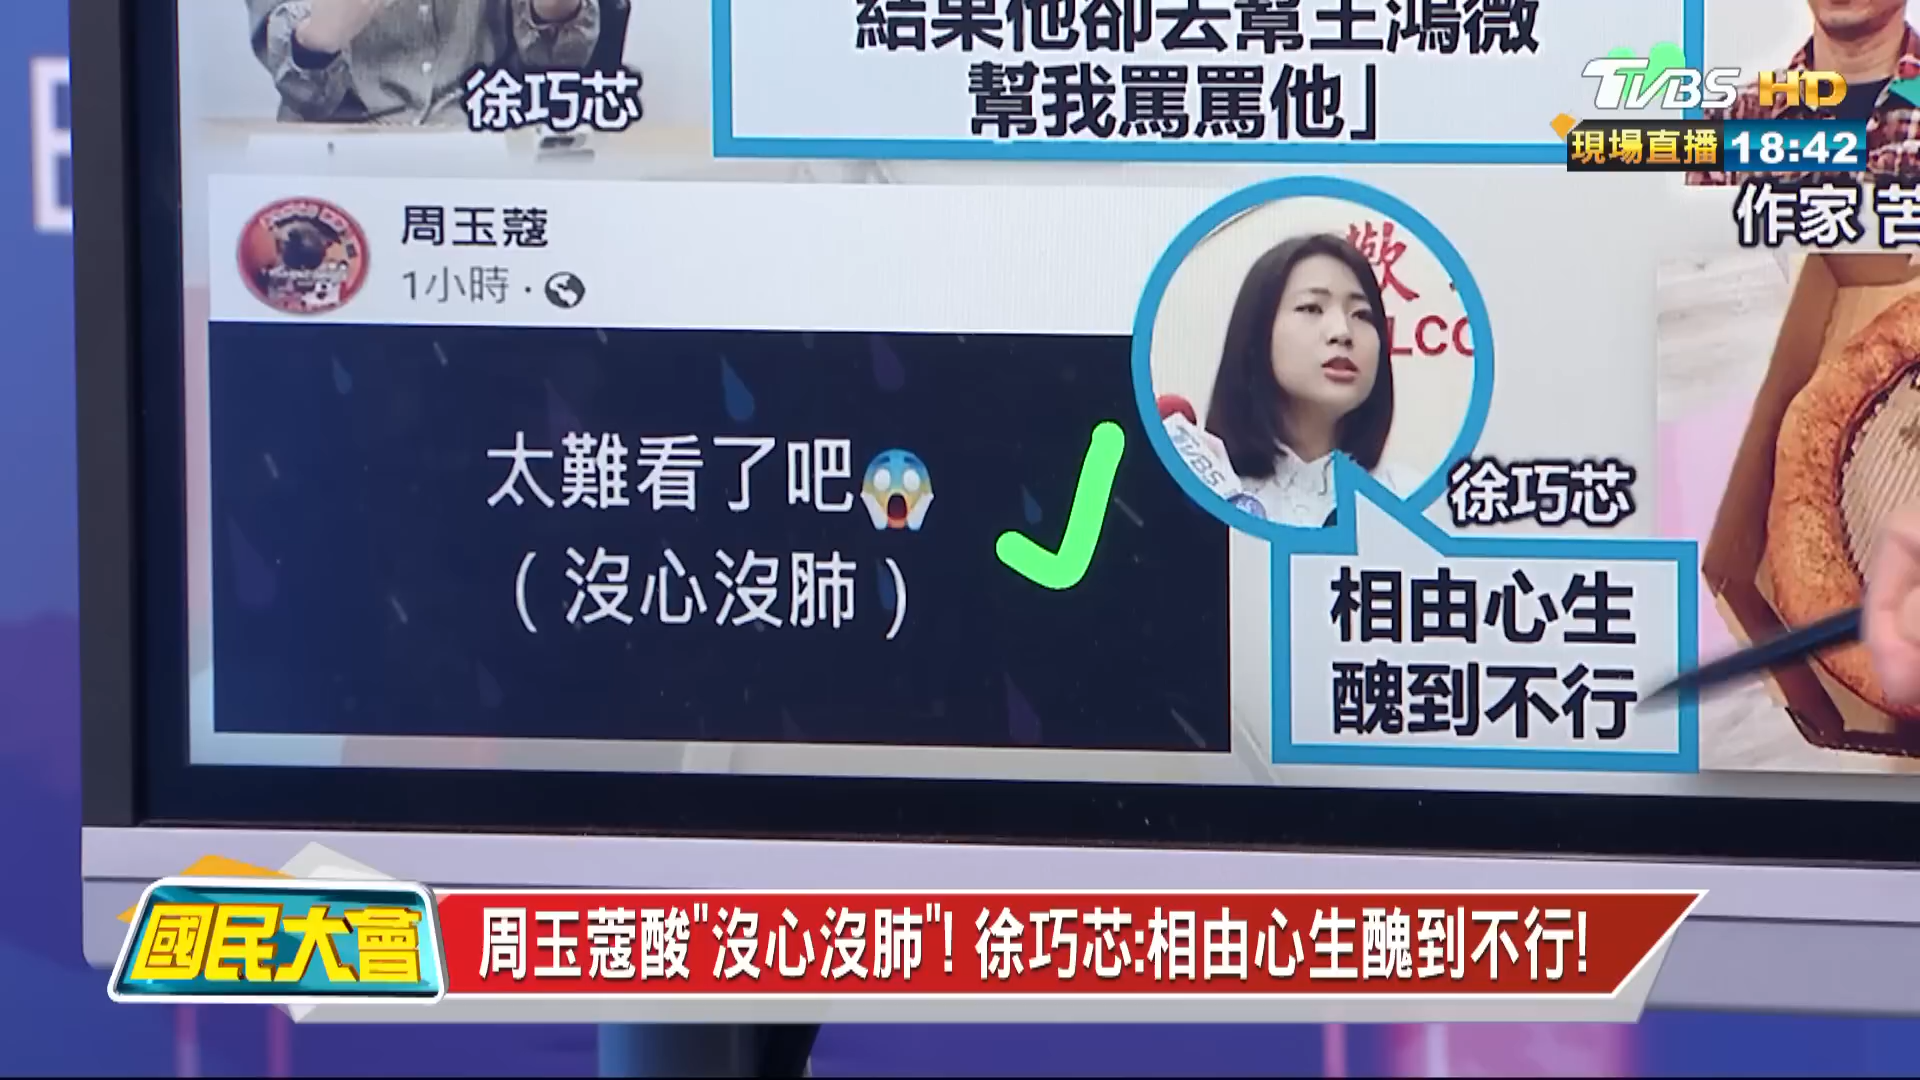 結果他卻去幫王鴻薇
幫我罵罵他」
徐巧芯
TVBS HD
現場直播 18:42
作家 苦
周玉蔻
1小時 ·
太難看了吧😱
(沒心沒肺)
歡
LCO
TVBS
徐巧芯
相由心生
醜到不行
國民大會
周玉蔻酸"沒心沒肺"! 徐巧芯:相由心生醜到不行!